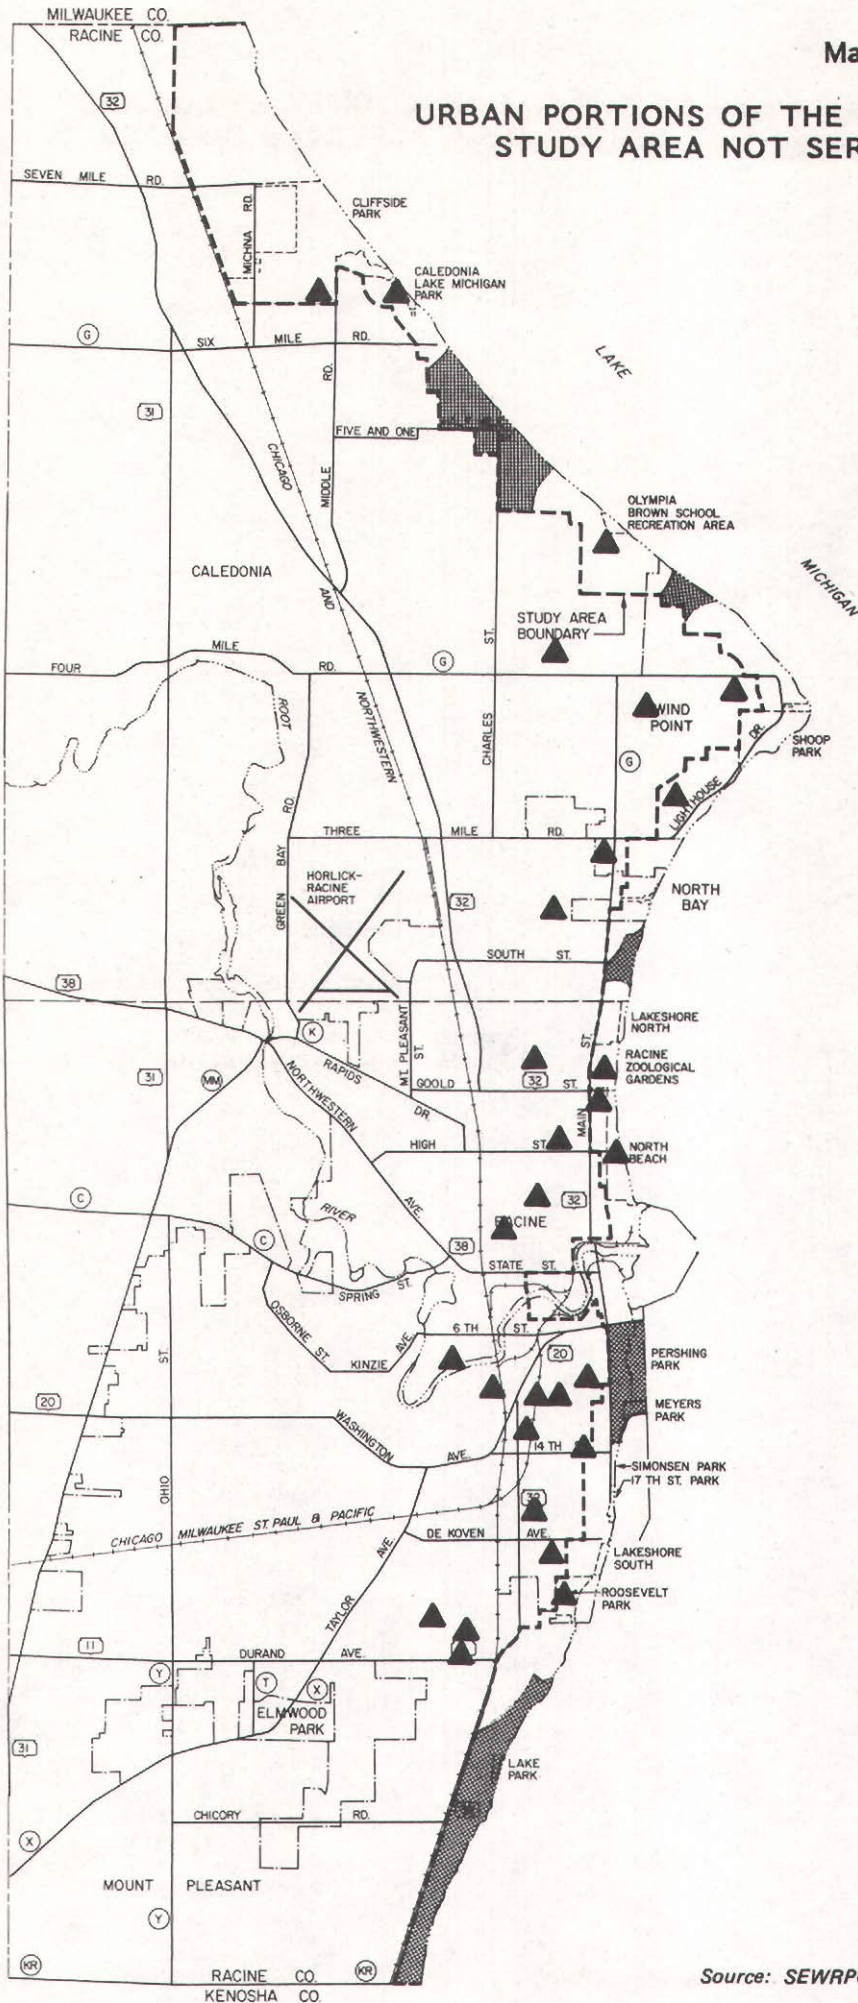 MILWAUKEE CO.
RACINE CO.
Ma
URBAN PORTIONS OF THE
STUDY AREA NOT SER
32
SEVEN MILE RD.
MICHNA RD.
CLIFFSIDE
PARK
CALEDONIA
LAKE MICHIGAN
PARK
G
SIX MILE RD.
LAKE
31
FIVE AND ONE
MIDDLE RD.
CHICAGO AND NORTHWESTERN
OLYMPIA
BROWN SCHOOL
RECREATION AREA
MICHIGAN
CALEDONIA
STUDY AREA
BOUNDARY
FOUR MILE RD.
G
ROOT
CHARLES ST.
WIND
POINT
SHOOP
PARK
G
LIGHTHOUSE DR.
THREE MILE RD.
GREEN BAY RD.
HORLICK-
RACINE
AIRPORT
32
NORTH
BAY
SOUTH ST.
38
LAKESHORE
NORTH
K
MT. PLEASANT ST.
RAPIDS DR.
31
MM
NORTHWESTERN AVE.
GOOLD ST.
32
MAIN ST.
RACINE
ZOOLOGICAL
GARDENS
HIGH ST.
NORTH
BEACH
C
RIVER
C
32
RACINE
38
STATE ST.
SPRING ST.
OSBORNE ST.
KINZIE AVE.
6 TH ST.
20
PERSHING
PARK
MEYERS
PARK
20
WASHINGTON AVE.
14 TH
SIMONSEN PARK
17 TH ST. PARK
OHIO ST.
32
CHICAGO MILWAUKEE ST. PAUL & PACIFIC
DE KOVEN AVE.
LAKESHORE
SOUTH
ROOSEVELT
PARK
TAYLOR AVE.
11
DURAND AVE.
Y
T
X
ELMWOOD
PARK
31
LAKE
PARK
CHICORY RD.
X
MOUNT PLEASANT
Y
KR
RACINE CO.
KENOSHA CO.
KR
Source: SEWRP